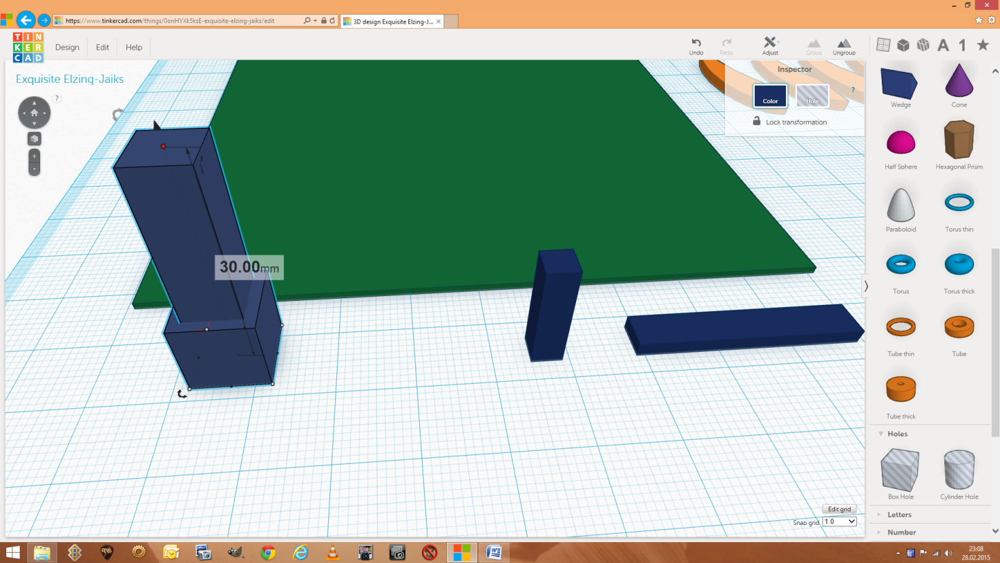 https://www.tinkercad.com/things/0onHYXk5ksE-exquisite-elzing-jaiks/edit
3D design Exquisite Elzing-J...
TIN
KER
CAD
Design
Edit
Help
Undo
Redo
Adjust
Group
Ungroup
A
1
Exquisite Elzing-Jaiks
?
+
-
Inspector
Color
Hole
?
Lock transformation
30.00mm
Wedge
Cone
Half Sphere
Hexagonal Prism
Paraboloid
Torus thin
Torus
Torus thick
Tube thin
Tube
Tube thick
Holes
Box Hole
Cylinder Hole
Letters
Number
Edit grid
Snap grid 1.0
RW
23:08
28.02.2015